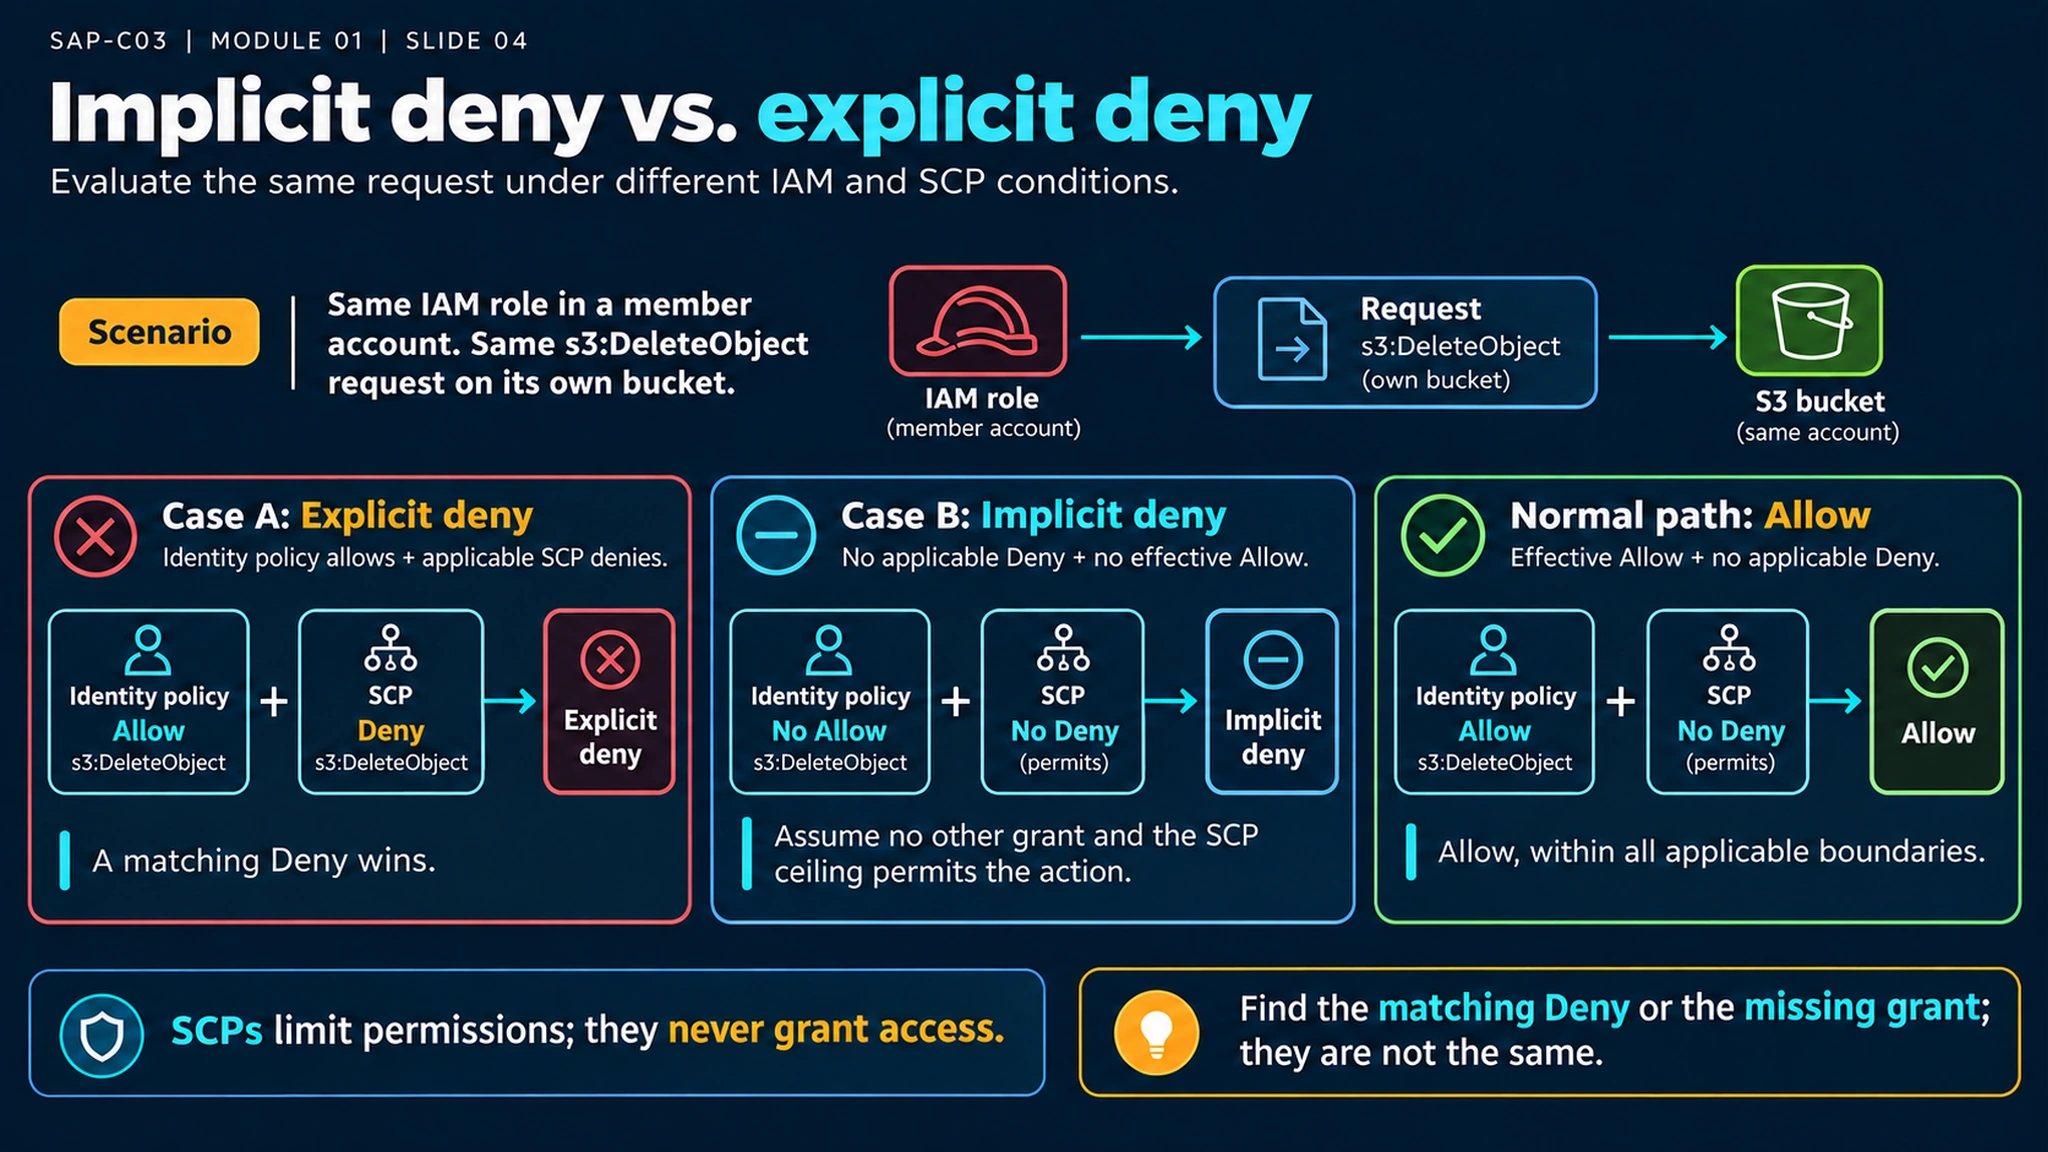 SAP-C03 | MODULE 01 | SLIDE 04
Implicit deny vs. explicit deny
Evaluate the same request under different IAM and SCP conditions.
Scenario
Same IAM role in a member
account. Same s3:DeleteObject
request on its own bucket.
IAM role
(member account)
Request
s3:DeleteObject
(own bucket)
S3 bucket
(same account)
Case A: Explicit deny
Identity policy allows + applicable SCP denies.
Identity policy
Allow
s3:DeleteObject
+
SCP
Deny
s3:DeleteObject
Explicit
deny
A matching Deny wins.
Case B: Implicit deny
No applicable Deny + no effective Allow.
Identity policy
No Allow
s3:DeleteObject
+
SCP
No Deny
(permits)
Implicit
deny
Assume no other grant and the SCP
ceiling permits the action.
Normal path: Allow
Effective Allow + no applicable Deny.
Identity policy
Allow
s3:DeleteObject
+
SCP
No Deny
(permits)
Allow
Allow, within all applicable boundaries.
SCPs limit permissions; they never grant access.
Find the matching Deny or the missing grant;
they are not the same.